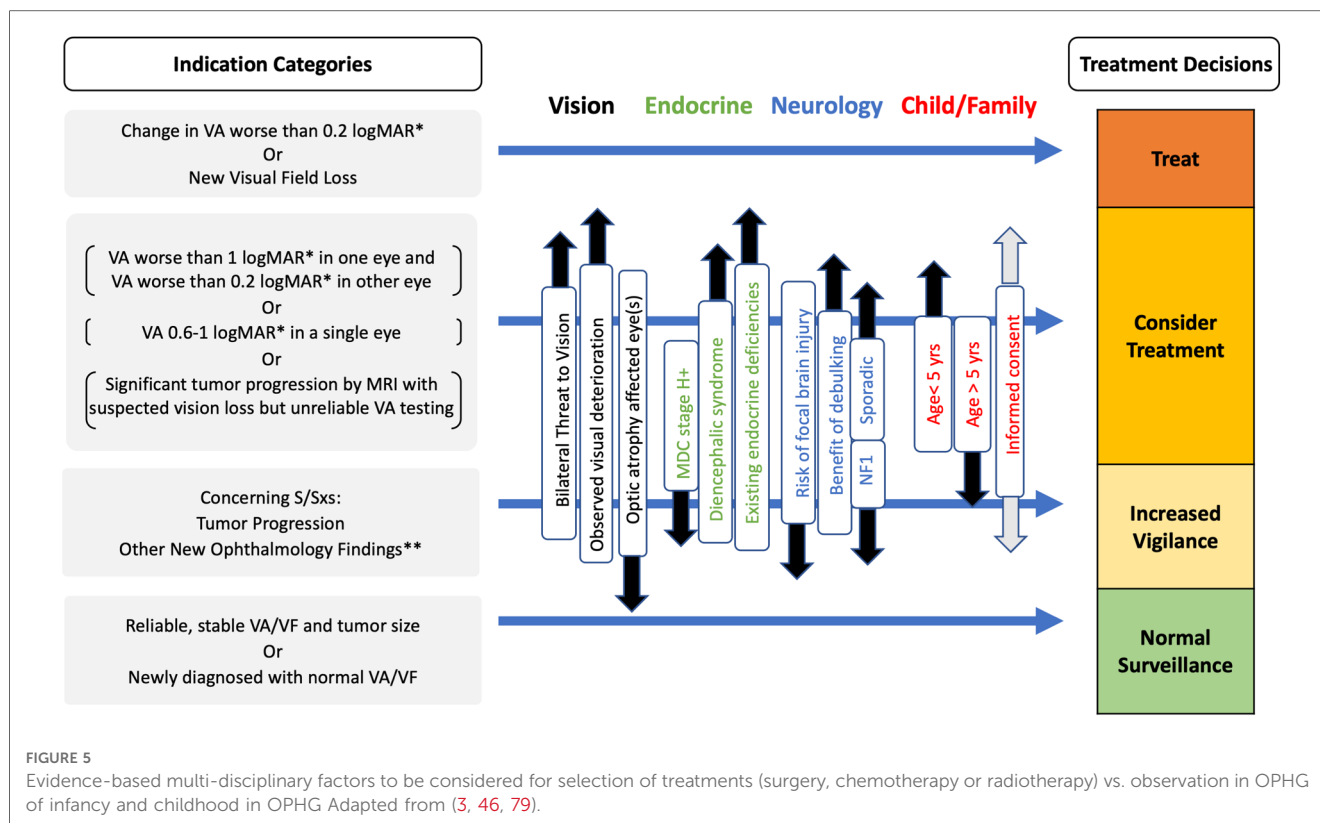 Indication Categories
Treatment Decisions
Vision
Endocrine
Neurology
Child/Family
Change in VA worse than 0.2 logMAR*
Or
New Visual Field Loss
VA worse than 1 logMAR* in one eye and
VA worse than 0.2 logMAR* in other eye
Or
VA 0.6-1 logMAR* in a single eye
Or
Significant tumor progression by MRI with
suspected vision loss but unreliable VA testing
Concerning S/Sxs:
Tumor Progression
Other New Ophthalmology Findings**
Reliable, stable VA/VF and tumor size
Or
Newly diagnosed with normal VA/VF
Bilateral Threat to Vision
Observed visual deterioration
Optic atrophy affected eye(s)
MDC stage H+
Diencephalic syndrome
Existing endocrine deficiencies
Risk of focal brain injury
Benefit of debulking
Sporadic
NF1
Age< 5 yrs
Age > 5 yrs
Informed consent
Treat
Consider
Treatment
Increased
Vigilance
Normal
Surveillance
FIGURE 5
Evidence-based multi-disciplinary factors to be considered for selection of treatments (surgery, chemotherapy or radiotherapy) vs. observation in OPHG
of infancy and childhood in OPHG Adapted from (3, 46, 79).